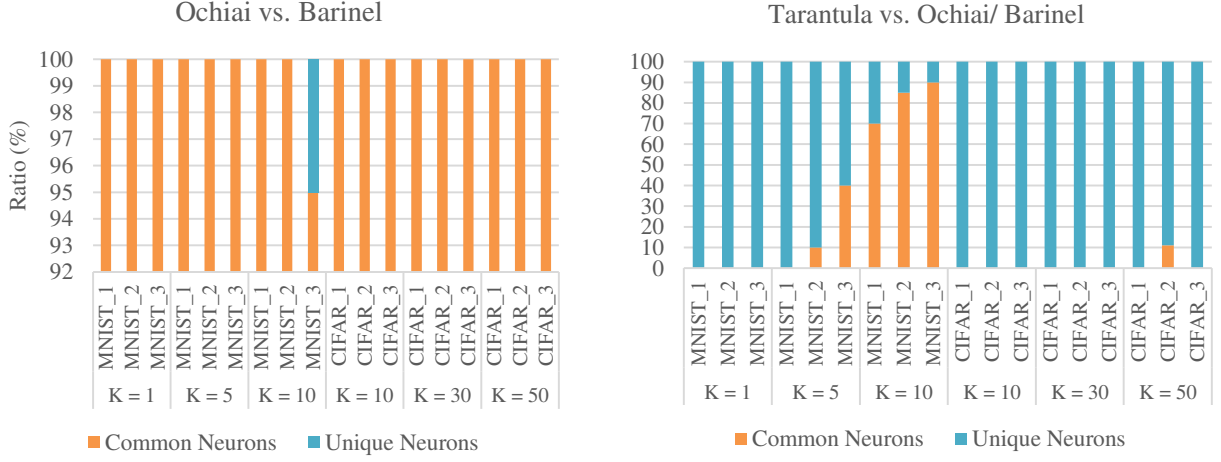 Ochiai vs. Barinel
Ratio (%)
100
99
98
97
96
95
94
93
92
MNIST_1
MNIST_2
MNIST_3
MNIST_1
MNIST_2
MNIST_3
MNIST_1
MNIST_2
MNIST_3
CIFAR_1
CIFAR_2
CIFAR_3
CIFAR_1
CIFAR_2
CIFAR_3
CIFAR_1
CIFAR_2
CIFAR_3
K = 1 K = 5 K = 10 K = 10 K = 30 K = 50
Common Neurons Unique Neurons
Tarantula vs. Ochiai/ Barinel
100
90
80
70
60
50
40
30
20
10
0
MNIST_1
MNIST_2
MNIST_3
MNIST_1
MNIST_2
MNIST_3
MNIST_1
MNIST_2
MNIST_3
CIFAR_1
CIFAR_2
CIFAR_3
CIFAR_1
CIFAR_2
CIFAR_3
CIFAR_1
CIFAR_2
CIFAR_3
K = 1 K = 5 K = 10 K = 10 K = 30 K = 50
Common Neurons Unique Neurons